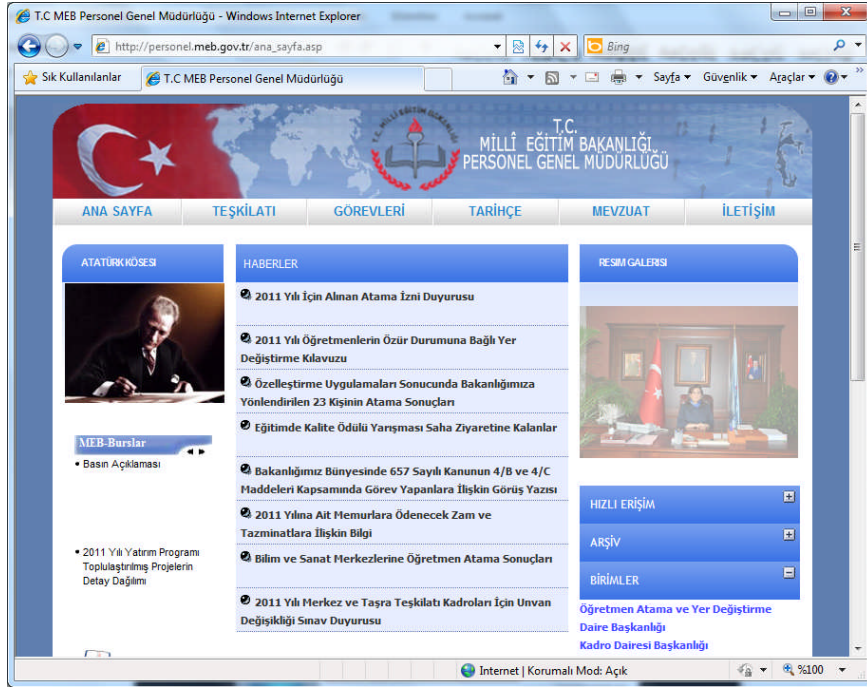 T.C MEB Personel Genel Müdürlüğü - Windows Internet Explorer
http://personel.meb.gov.tr/ana_sayfa.asp
Bing
Sık Kullanılanlar
T.C MEB Personel Genel Müdürlüğü
Sayfa
Güvenlik
Araçlar
T.C.
MİLLÎ EĞİTİM BAKANLIĞI
PERSONEL GENEL MÜDÜRLÜĞÜ
ANA SAYFA
TEŞKİLATI
GÖREVLERİ
TARİHÇE
MEVZUAT
İLETİŞİM
ATATÜRK KÖSESI
MEB-Burslar
• Basın Açıklaması
• 2011 Yılı Yatırım Programı
Toplulaştırılmış Projelerin
Detay Dağılımı
HABERLER
2011 Yılı İçin Alınan Atama İzni Duyurusu
2011 Yılı Öğretmenlerin Özür Durumuna Bağlı Yer
Değiştirme Kılavuzu
Özelleştirme Uygulamaları Sonucunda Bakanlığımıza
Yönlendirilen 23 Kişinin Atama Sonuçları
Eğitimde Kalite Ödülü Yarışması Saha Ziyaretine Kalanlar
Bakanlığımız Bünyesinde 657 Sayılı Kanunun 4/B ve 4/C
Maddeleri Kapsamında Görev Yapanlara İlişkin Görüş Yazısı
2011 Yılına Ait Memurlara Ödenecek Zam ve
Tazminatlara İlişkin Bilgi
Bilim ve Sanat Merkezlerine Öğretmen Atama Sonuçları
2011 Yılı Merkez ve Taşra Teşkilatı Kadroları İçin Unvan
Değişikliği Sınav Duyurusu
RESIM GALERISI
HIZLI ERİŞİM
ARŞİV
BİRİMLER
Öğretmen Atama ve Yer Değiştirme
Daire Başkanlığı
Kadro Dairesi Başkanlığı
Internet | Korumalı Mod: Açık
%100